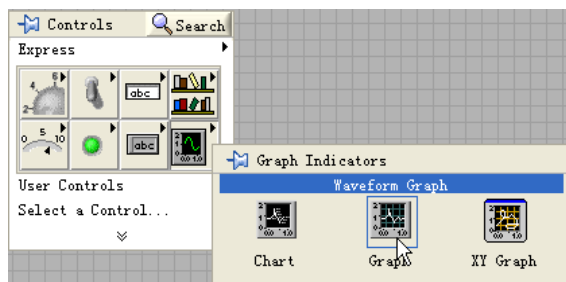 Controls Search
Express
abc
abc
User Controls
Select a Control...
Graph Indicators
Waveform Graph
Chart Graph XY Graph